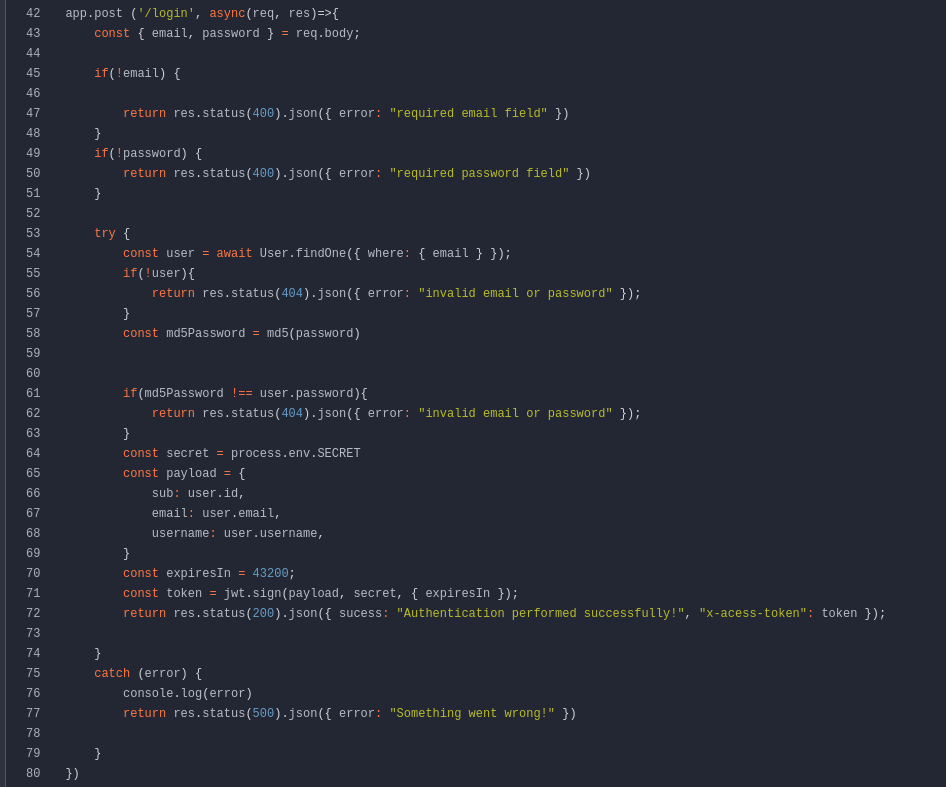 42 app.post ('/login', async(req, res)=>{
43     const { email, password } = req.body;
44
45     if(!email) {
46
47         return res.status(400).json({ error: "required email field" })
48     }
49     if(!password) {
50         return res.status(400).json({ error: "required password field" })
51     }
52
53     try {
54         const user = await User.findOne({ where: { email } });
55         if(!user){
56             return res.status(404).json({ error: "invalid email or password" });
57         }
58         const md5Password = md5(password)
59
60
61         if(md5Password !== user.password){
62             return res.status(404).json({ error: "invalid email or password" });
63         }
64         const secret = process.env.SECRET
65         const payload = {
66             sub: user.id,
67             email: user.email,
68             username: user.username,
69         }
70         const expiresIn = 43200;
71         const token = jwt.sign(payload, secret, { expiresIn });
72         return res.status(200).json({ sucess: "Authentication performed successfully!", "x-acess-token": token });
73
74     }
75     catch (error) {
76         console.log(error)
77         return res.status(500).json({ error: "Something went wrong!" })
78
79     }
80 })